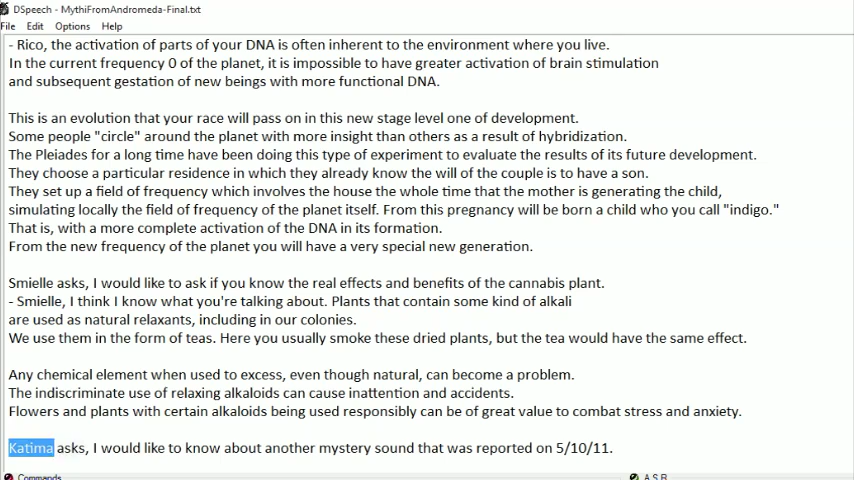 DSpeech - MythiFromAndromeda-Final.txt
File Edit Options Help
- Rico, the activation of parts of your DNA is often inherent to the environment where you live.
In the current frequency 0 of the planet, it is impossible to have greater activation of brain stimulation
and subsequent gestation of new beings with more functional DNA.
This is an evolution that your race will pass on in this new stage level one of development.
Some people "circle" around the planet with more insight than others as a result of hybridization.
The Pleiades for a long time have been doing this type of experiment to evaluate the results of its future development.
They choose a particular residence in which they already know the will of the couple is to have a son.
They set up a field of frequency which involves the house the whole time that the mother is generating the child,
simulating locally the field of frequency of the planet itself. From this pregnancy will be born a child who you call "indigo."
That is, with a more complete activation of the DNA in its formation.
From the new frequency of the planet you will have a very special new generation.
Smielle asks, I would like to ask if you know the real effects and benefits of the cannabis plant.
- Smielle, I think I know what you're talking about. Plants that contain some kind of alkali
are used as natural relaxants, including in our colonies.
We use them in the form of teas. Here you usually smoke these dried plants, but the tea would have the same effect.
Any chemical element when used to excess, even though natural, can become a problem.
The indiscriminate use of relaxing alkaloids can cause inattention and accidents.
Flowers and plants with certain alkaloids being used responsibly can be of great value to combat stress and anxiety.
Katima asks, I would like to know about another mystery sound that was reported on 5/10/11.
Commands A.S.R